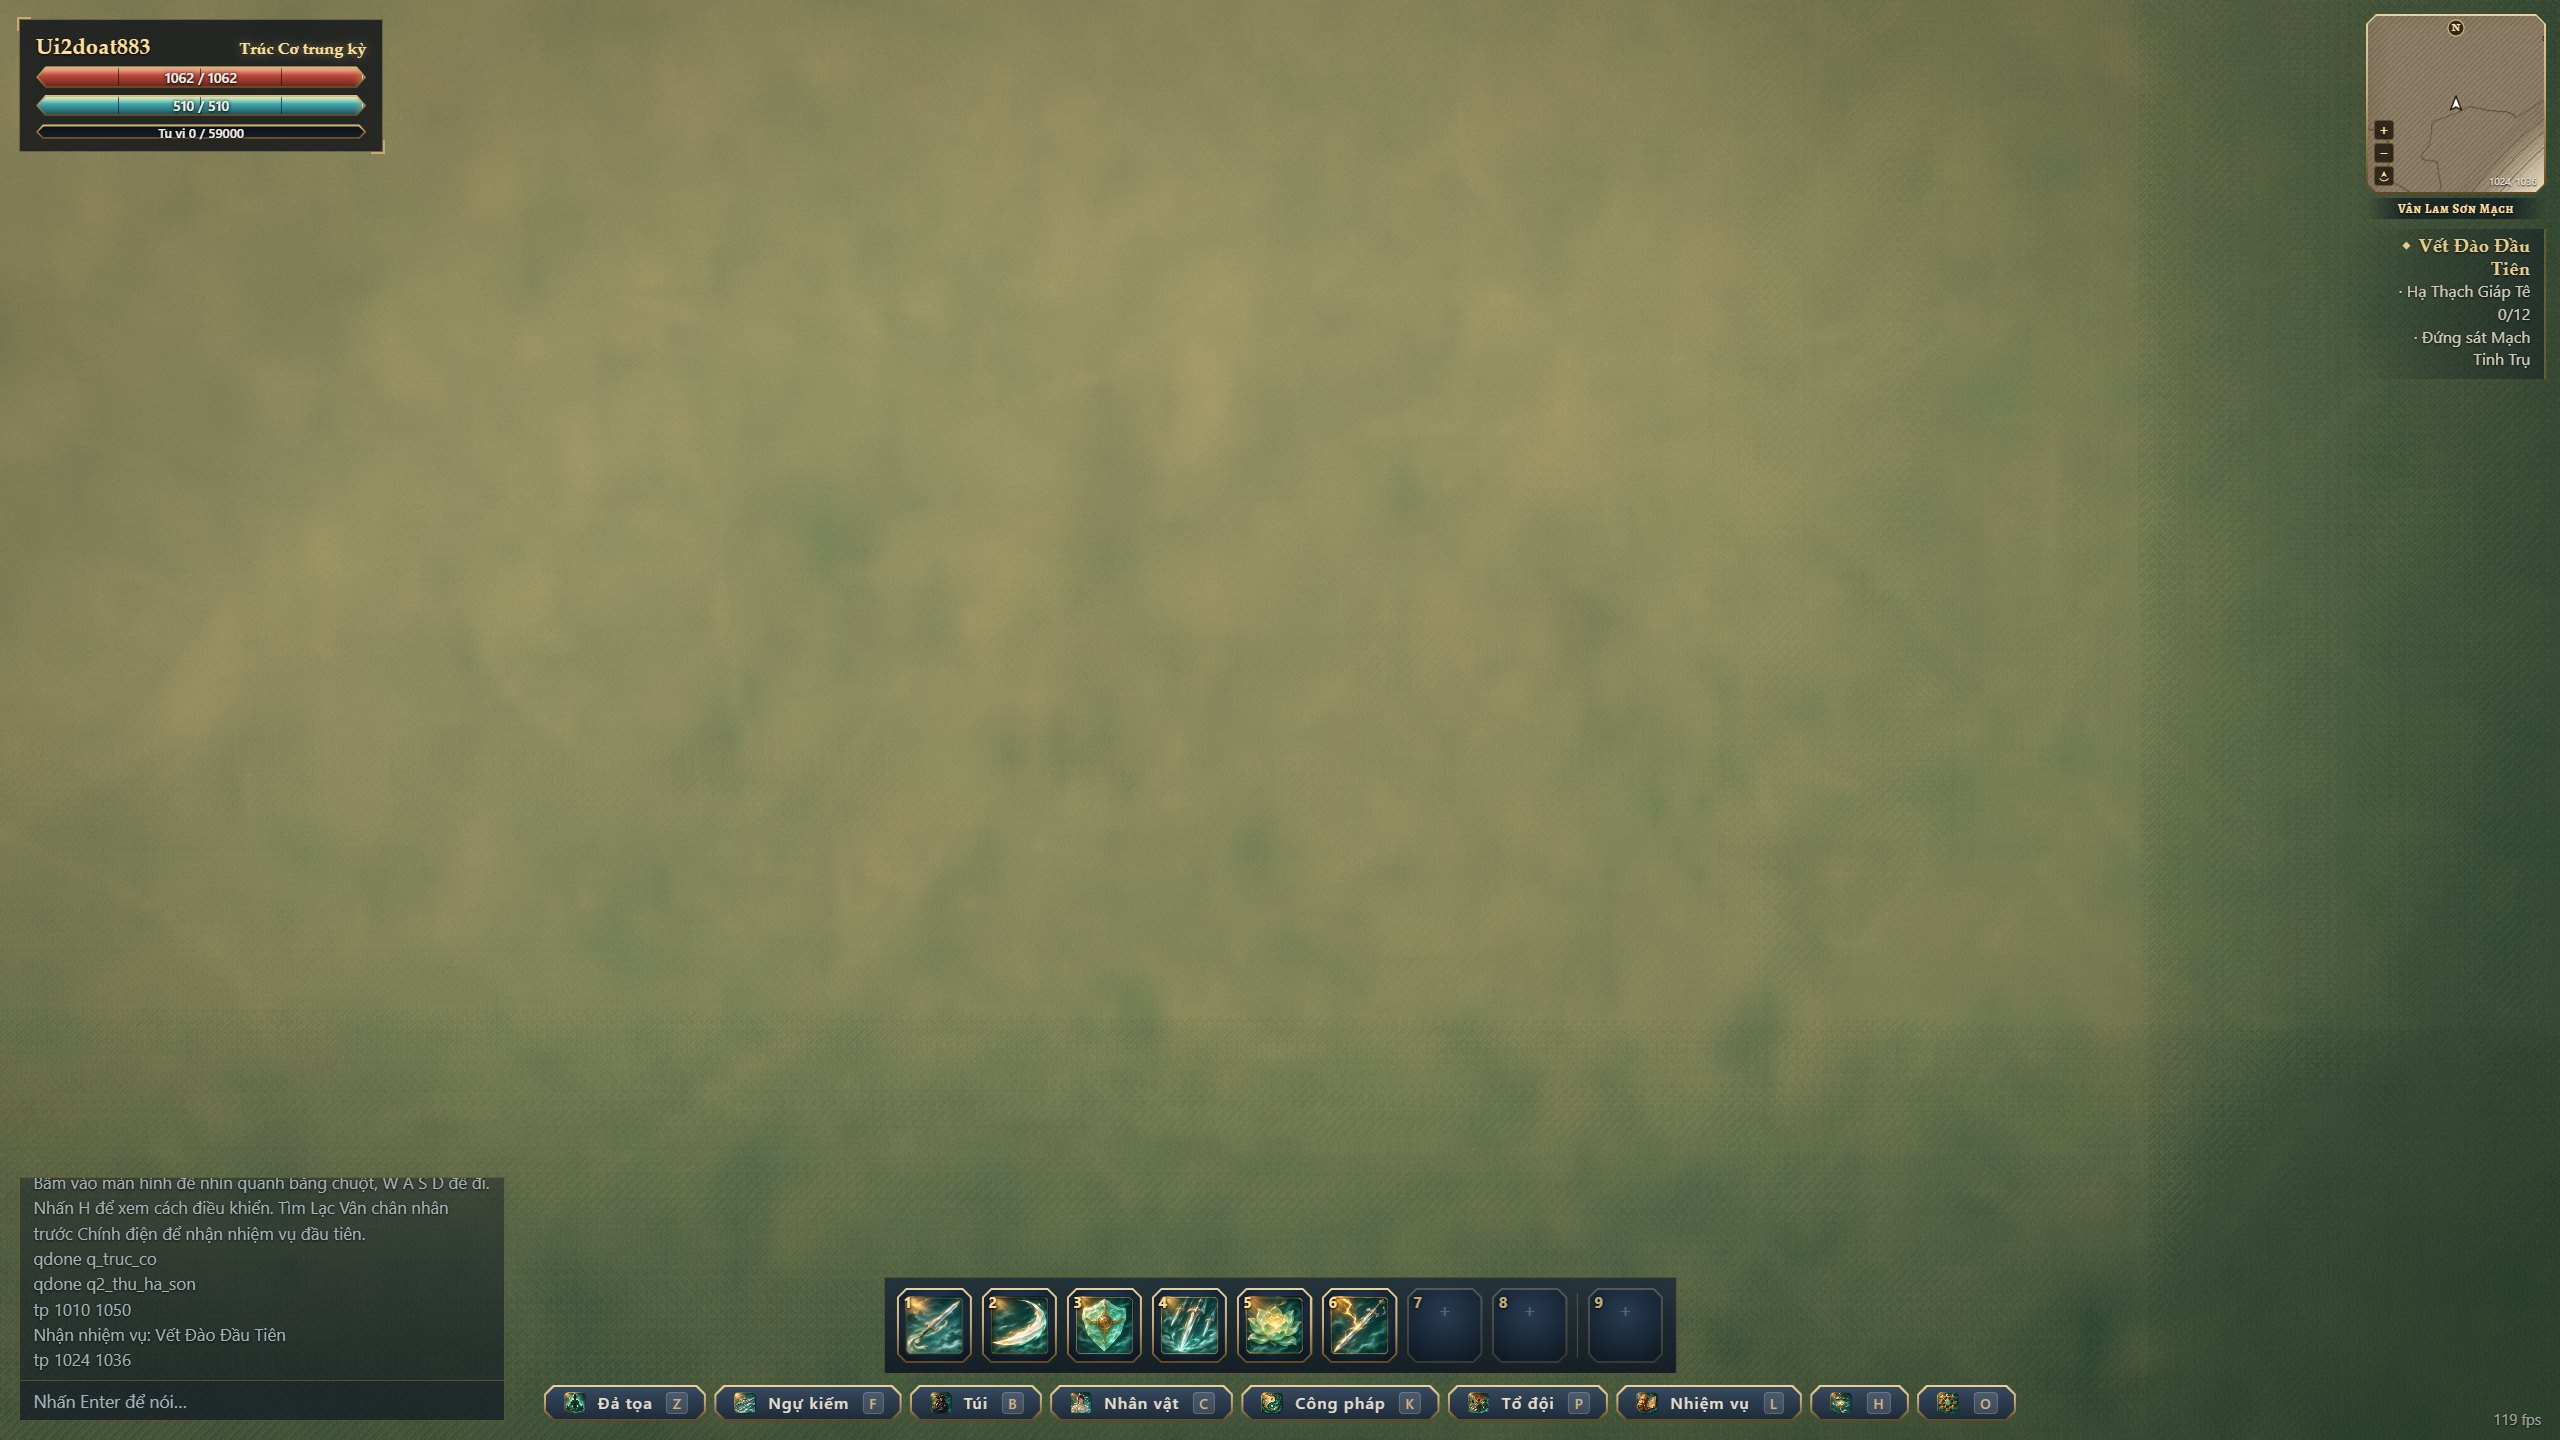 Ui2doat883 Trúc Cơ trung kỳ
1062 / 1062
510 / 510
Tu vi 0 / 59000
N
+
−
1024, 1036
Vân Lam Sơn Mạch
◆ Vết Đào Đầu
Tiên
· Hạ Thạch Giáp Tê
0/12
· Đứng sát Mạch
Tinh Trụ
Bấm vào màn hình để nhìn quanh bằng chuột, W A S D để đi.
Nhấn H để xem cách điều khiển. Tìm Lạc Vân chân nhân
trước Chính điện để nhận nhiệm vụ đầu tiên.
qdone q_truc_co
qdone q2_thu_ha_son
tp 1010 1050
Nhận nhiệm vụ: Vết Đào Đầu Tiên
tp 1024 1036
Nhấn Enter để nói...
1 2 3 4 5 6 7 + 8 + 9 +
Đả tọa Z Ngự kiếm F Túi B Nhân vật C Công pháp K Tổ đội P Nhiệm vụ L H O
119 fps